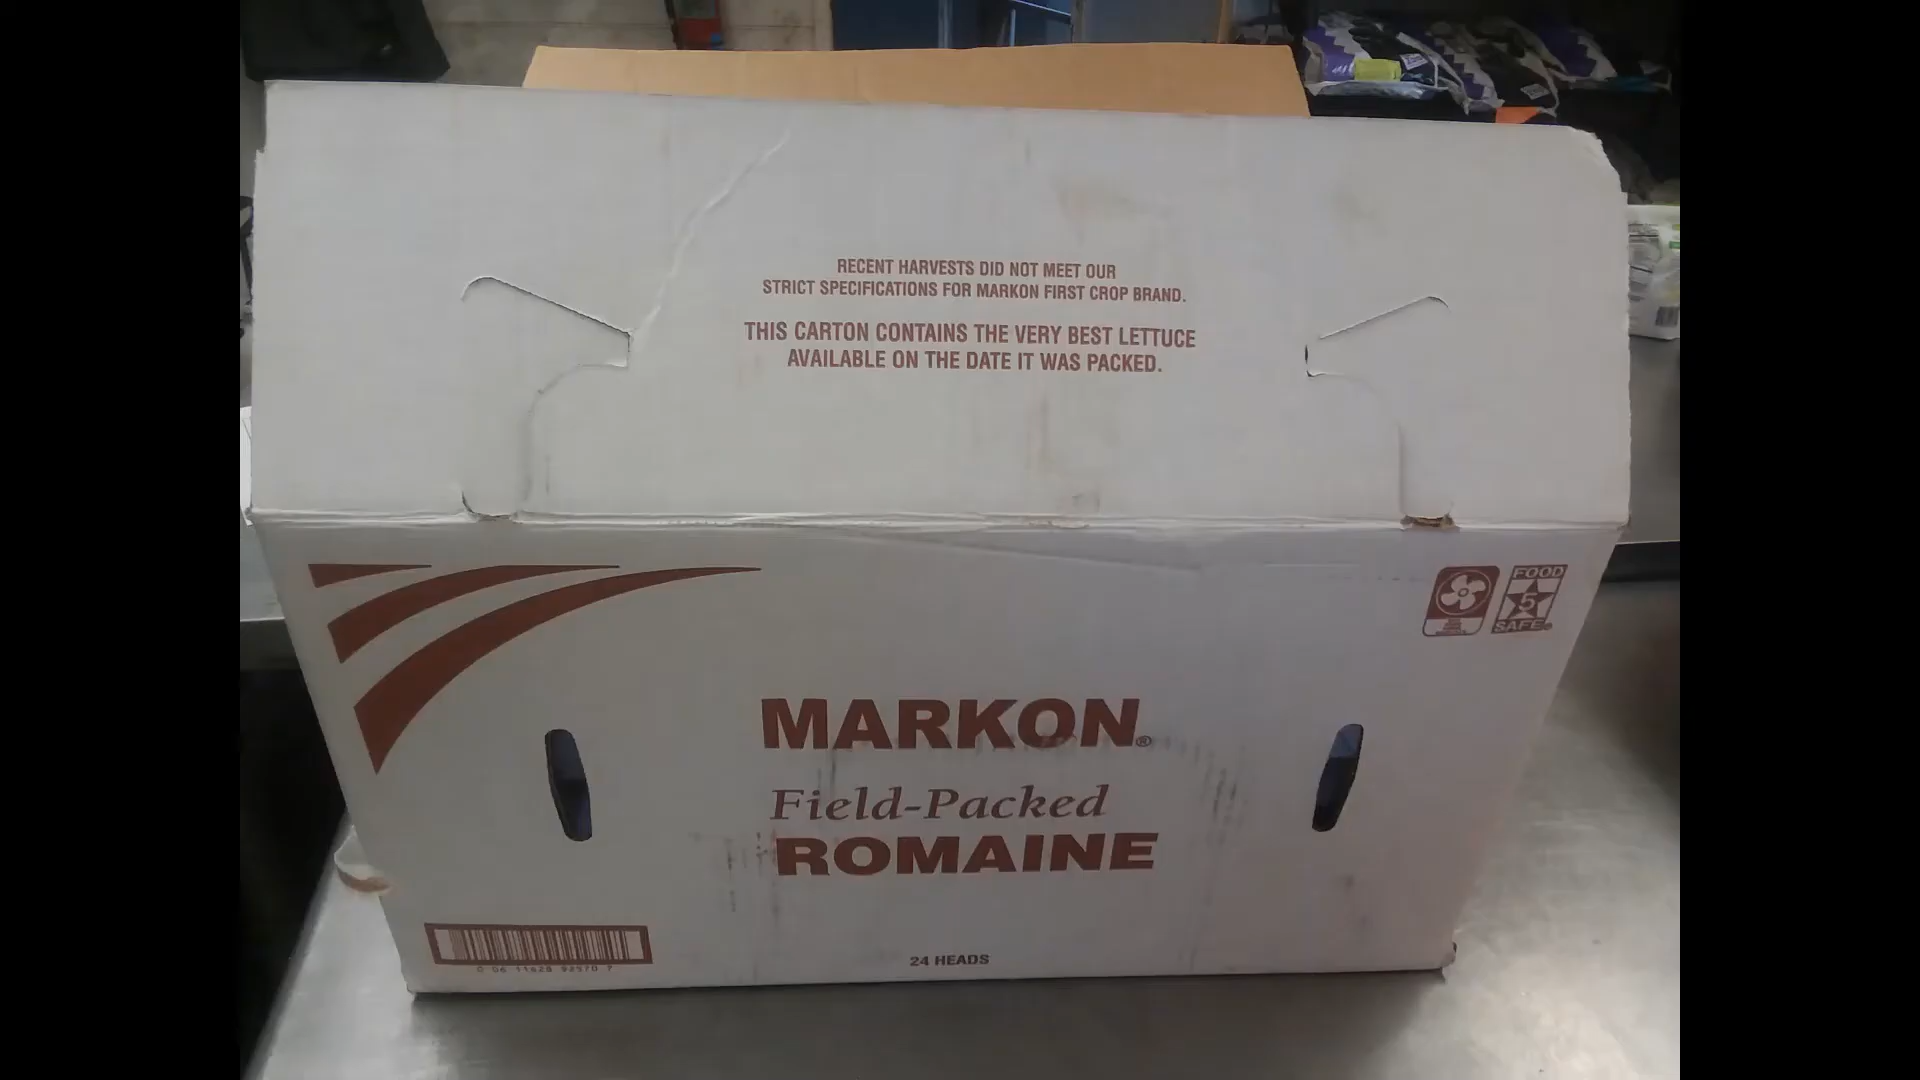 RECENT HARVESTS DID NOT MEET OUR
STRICT SPECIFICATIONS FOR MARKON FIRST CROP BRAND.
THIS CARTON CONTAINS THE VERY BEST LETTUCE
AVAILABLE ON THE DATE IT WAS PACKED.
FOOD
5
SAFE®
MARKON®
Field-Packed
ROMAINE
24 HEADS